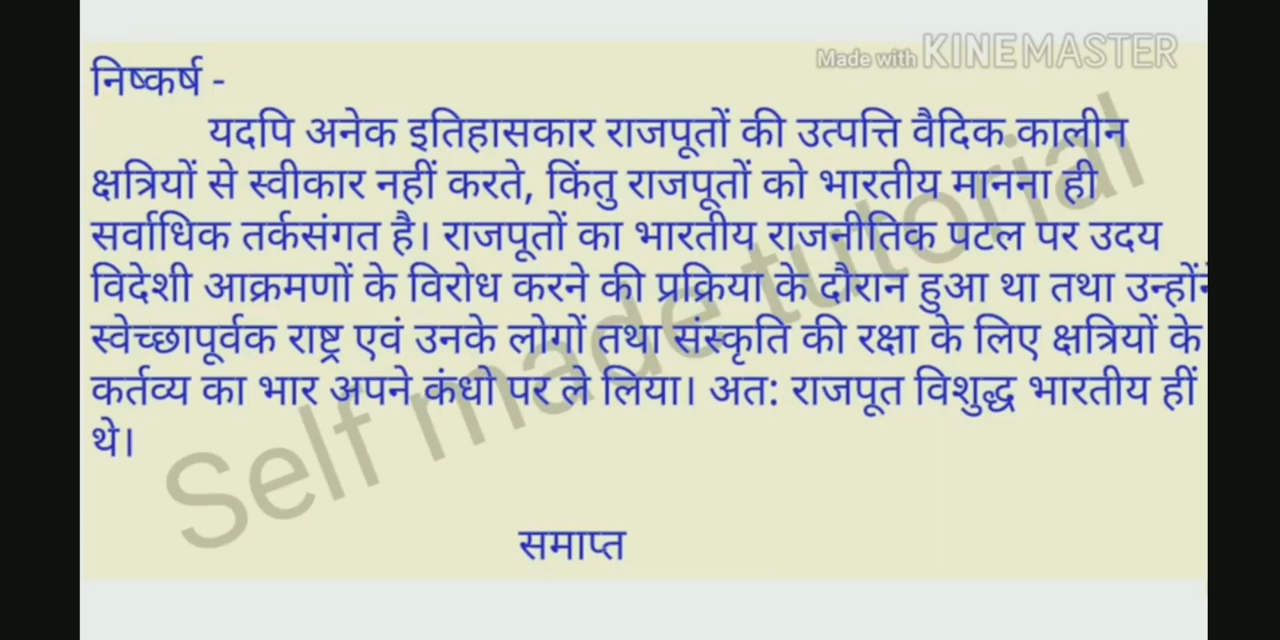 Made with KINEMASTER
निष्कर्ष -
यदपि अनेक इतिहासकार राजपूतों की उत्पत्ति वैदिक कालीन
क्षत्रियों से स्वीकार नहीं करते, किंतु राजपूतों को भारतीय मानना ही
सर्वाधिक तर्कसंगत है। राजपूतों का भारतीय राजनीतिक पटल पर उदय
विदेशी आक्रमणों के विरोध करने की प्रक्रिया के दौरान हुआ था तथा उन्होंने
स्वेच्छापूर्वक राष्ट्र एवं उनके लोगों तथा संस्कृति की रक्षा के लिए क्षत्रियों के
कर्तव्य का भार अपने कंधो पर ले लिया। अत: राजपूत विशुद्ध भारतीय हीं
थे।
समाप्त
Self made tutorial